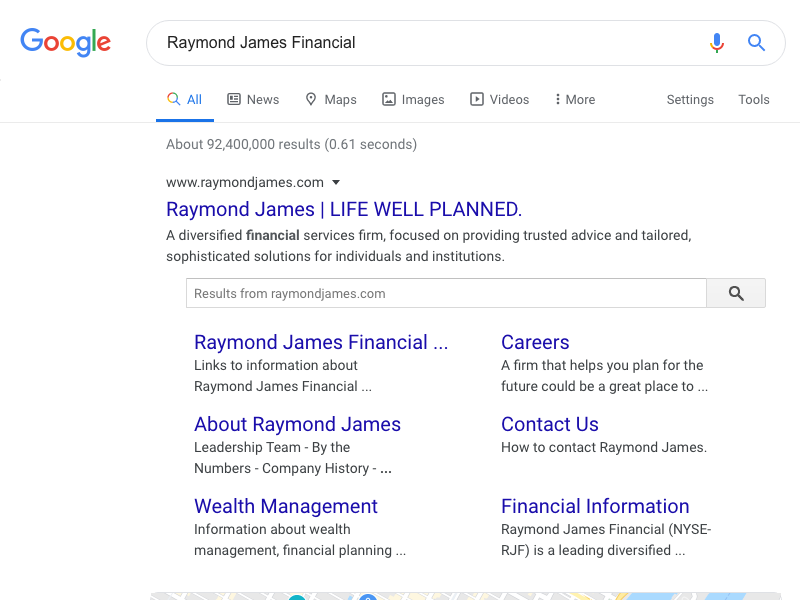 Google
Raymond James Financial
All News Maps Images Videos More Settings Tools
About 92,400,000 results (0.61 seconds)
www.raymondjames.com
Raymond James | LIFE WELL PLANNED.
A diversified financial services firm, focused on providing trusted advice and tailored,
sophisticated solutions for individuals and institutions.
Results from raymondjames.com
Raymond James Financial ...
Links to information about
Raymond James Financial ...
Careers
A firm that helps you plan for the
future could be a great place to ...
About Raymond James
Leadership Team - By the
Numbers - Company History - ...
Contact Us
How to contact Raymond James.
Wealth Management
Information about wealth
management, financial planning ...
Financial Information
Raymond James Financial (NYSE-
RJF) is a leading diversified ...